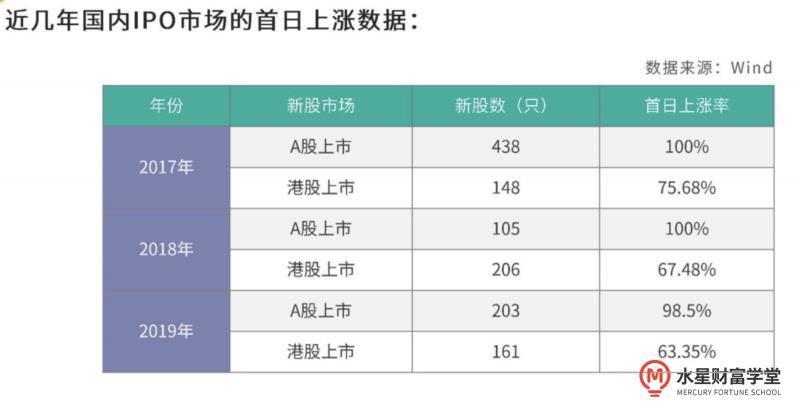 近几年国内IPO市场的首日上涨数据：
数据来源：Wind
年份 新股市场 新股数（只） 首日上涨率
2017年 A股上市 438 100%
港股上市 148 75.68%
2018年 A股上市 105 100%
港股上市 206 67.48%
2019年 A股上市 203 98.5%
港股上市 161 63.35%
水星财富学堂
MERCURY FORTUNE SCHOOL